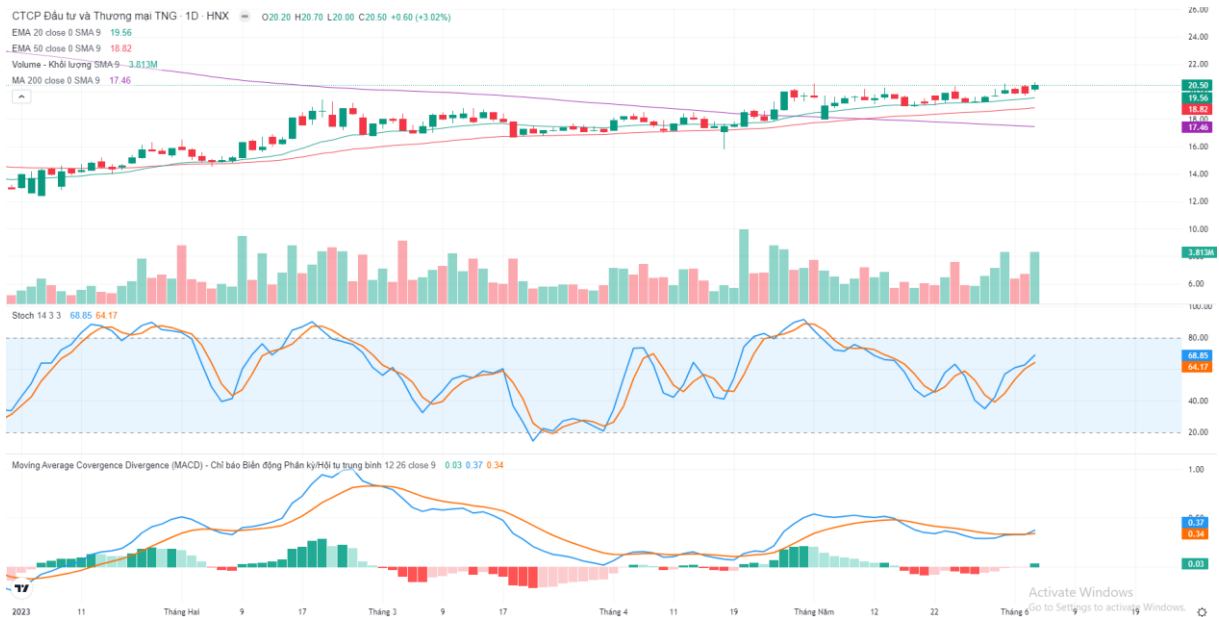 CTCP Đầu tư và Thương mại TNG · 1D · HNX O20.20 H20.70 L20.00 C20.50 +0.60 (+3.02%)
EMA 20 close 0 SMA 9 19.56
EMA 50 close 0 SMA 9 18.82
Volume - Khối lượng SMA 9 3.813M
MA 200 close 0 SMA 9 17.46
26.00
24.00
22.00
20.50
19.56
18.82
18.00
17.46
16.00
14.00
12.00
10.00
3.813M
6.00
100.00
Stoch 14 3 3 68.85 64.17
80.00
68.85
64.17
40.00
20.00
Moving Average Covergence Divergence (MACD) - Chỉ báo Biến động Phân kỳ/Hội tụ trung bình 12 26 close 9 0.03 0.37 0.34
1.00
0.37
0.34
0.03
Activate Windows
Go to Settings to activate Windows.
2023 11 Tháng Hai 9 17 Tháng 3 9 17 Tháng 4 11 19 Tháng Năm 12 22 Tháng 6 9 19